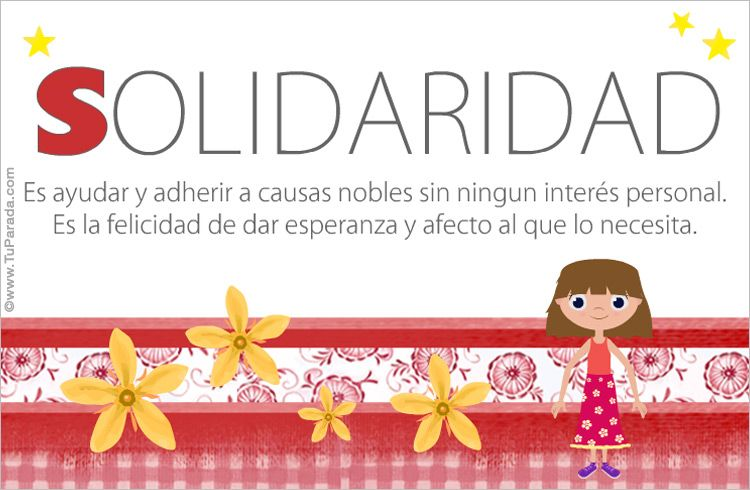 SOLIDARIDAD
Es ayudar y adherir a causas nobles sin ningun interés personal.
Es la felicidad de dar esperanza y afecto al que lo necesita.
©www.TuParada.com